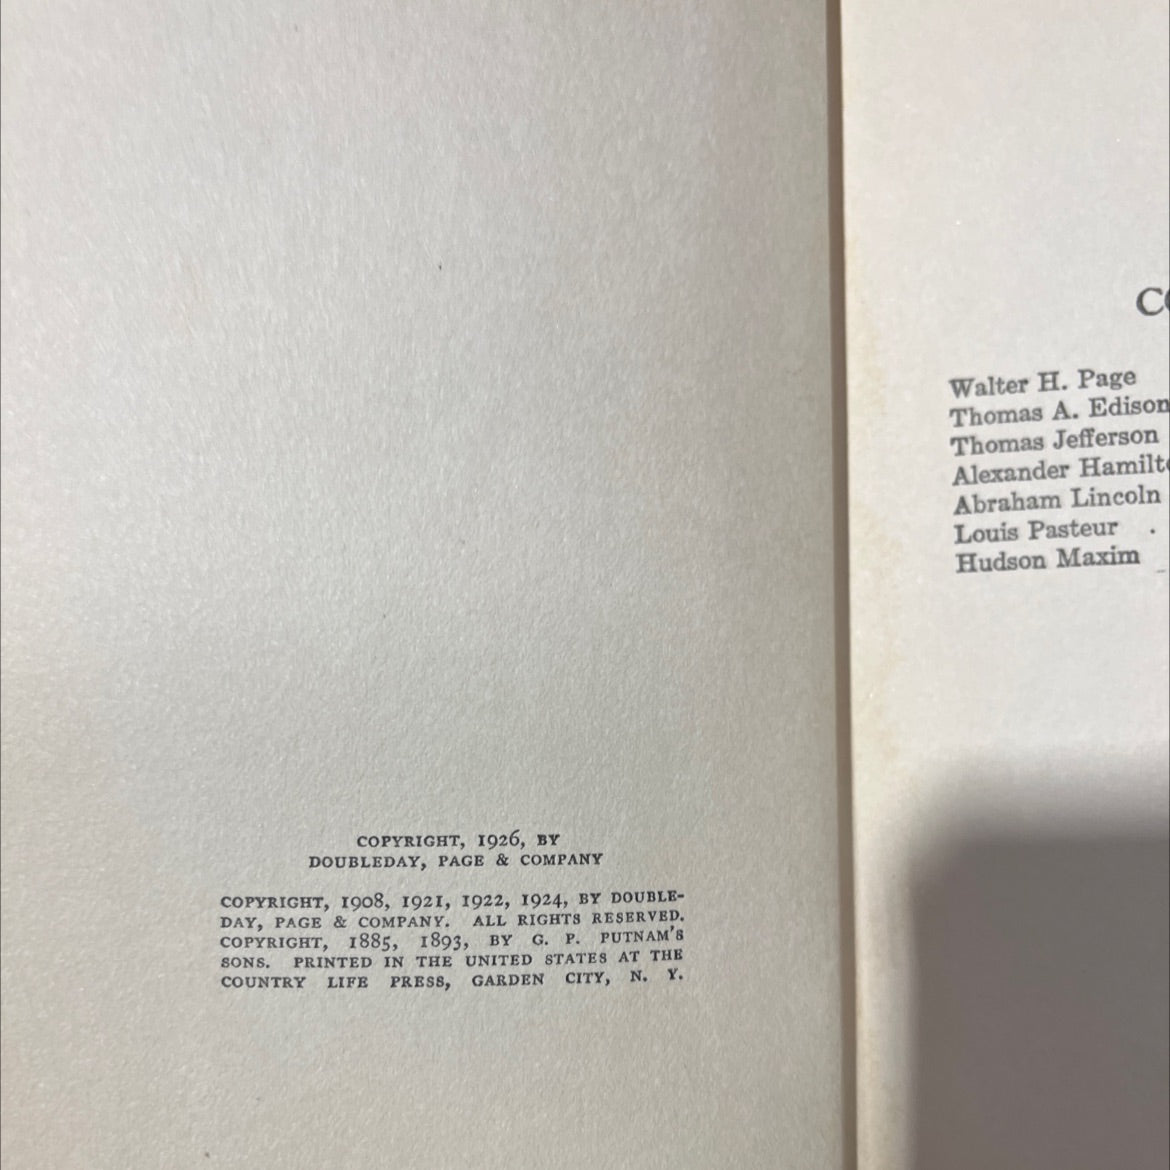 COPYRIGHT, 1926, BY
DOUBLEDAY, PAGE & COMPANY
COPYRIGHT, 1908, 1921, 1922, 1924, BY DOUBLE-
DAY, PAGE & COMPANY. ALL RIGHTS RESERVED.
COPYRIGHT, 1885, 1893, BY G. P. PUTNAM'S
SONS. PRINTED IN THE UNITED STATES AT THE
COUNTRY LIFE PRESS, GARDEN CITY, N. Y.
Walter H. Page
Thomas A. Edison
Thomas Jefferson
Alexander
Abraham Lincoln
Louis Pasteur .
Hudson Maxim